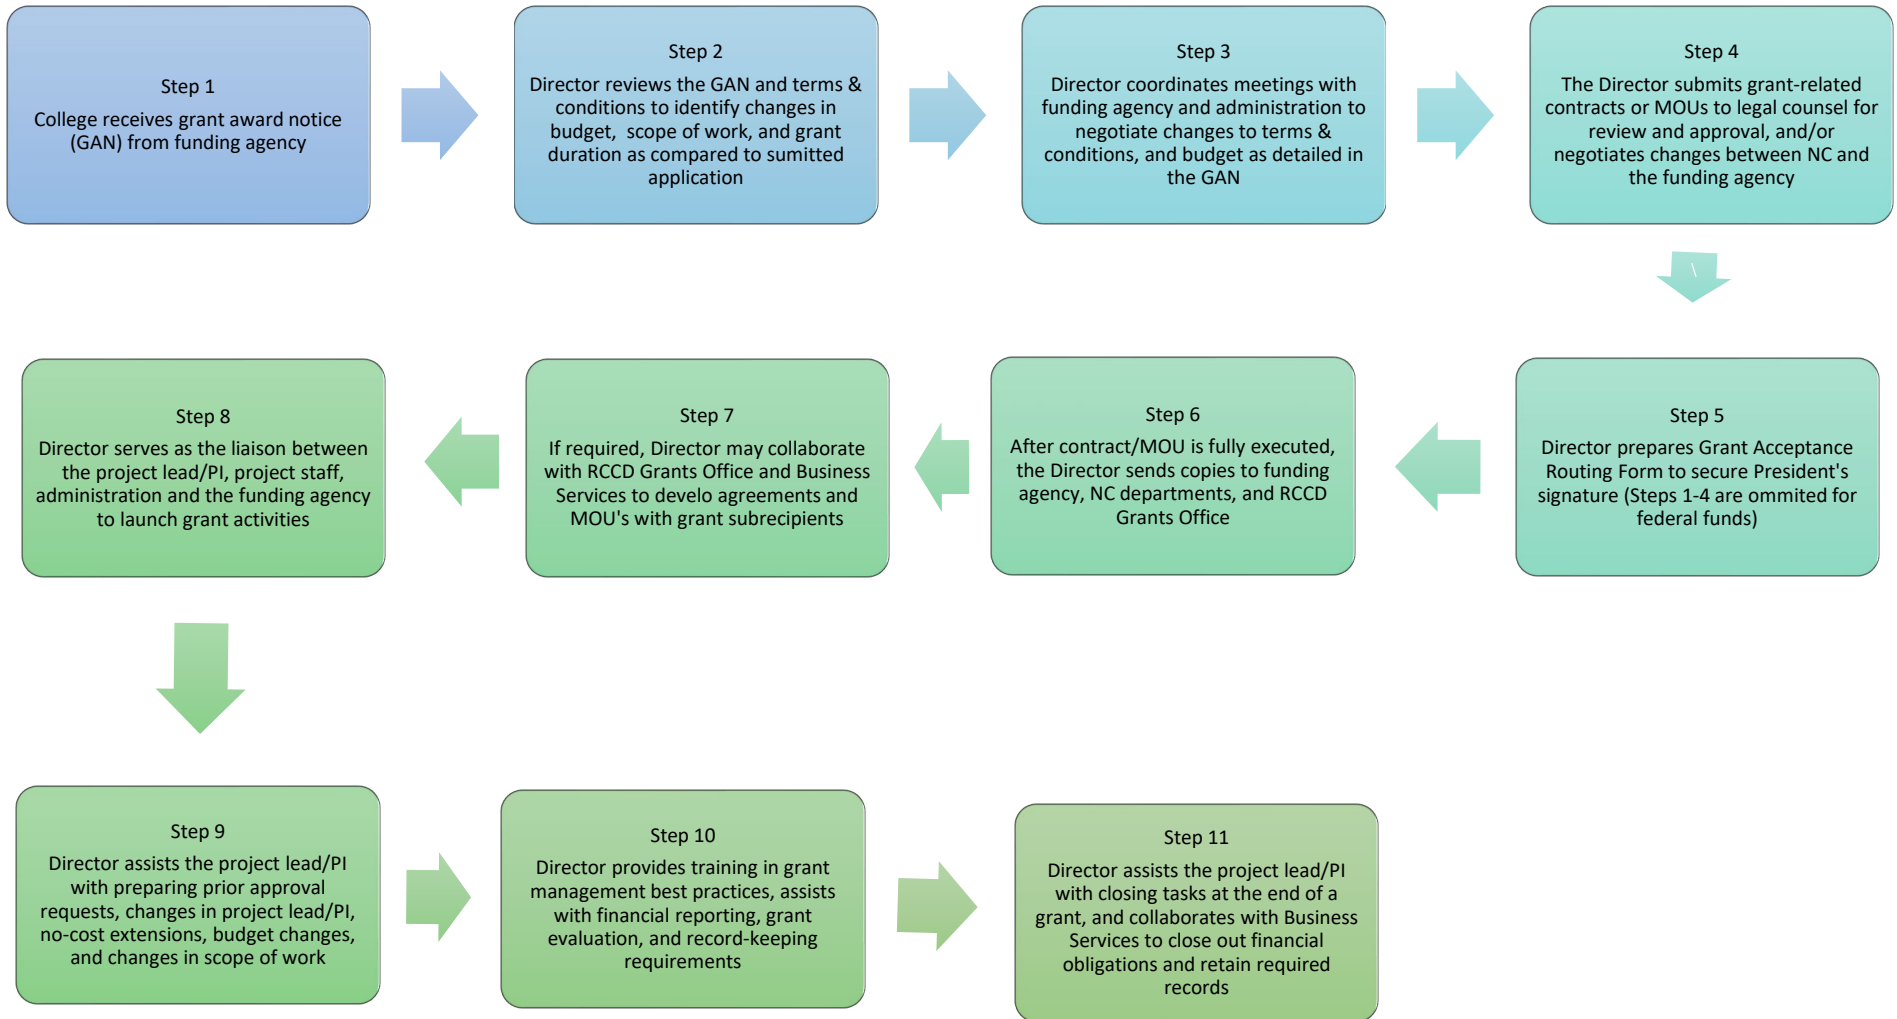 Step 1
College receives grant award notice
(GAN) from funding agency
Step 2
Director reviews the GAN and terms &
conditions to identify changes in
budget, scope of work, and grant
duration as compared to sumitted
application
Step 3
Director coordinates meetings with
funding agency and administration to
negotiate changes to terms &
conditions, and budget as detailed in
the GAN
Step 4
The Director submits grant-related
contracts or MOUs to legal counsel for
review and approval, and/or
negotiates changes between NC and
the funding agency
\
Step 5
Director prepares Grant Acceptance
Routing Form to secure President's
signature (Steps 1-4 are ommited for
federal funds)
Step 6
After contract/MOU is fully executed,
the Director sends copies to funding
agency, NC departments, and RCCD
Grants Office
Step 7
If required, Director may collaborate
with RCCD Grants Office and Business
Services to develo agreements and
MOU's with grant subrecipients
Step 8
Director serves as the liaison between
the project lead/PI, project staff,
administration and the funding agency
to launch grant activities
Step 9
Director assists the project lead/PI
with preparing prior approval
requests, changes in project lead/PI,
no-cost extensions, budget changes,
and changes in scope of work
Step 10
Director provides training in grant
management best practices, assists
with financial reporting, grant
evaluation, and record-keeping
requirements
Step 11
Director assists the project lead/PI
with closing tasks at the end of a
grant, and collaborates with Business
Services to close out financial
obligations and retain required
records